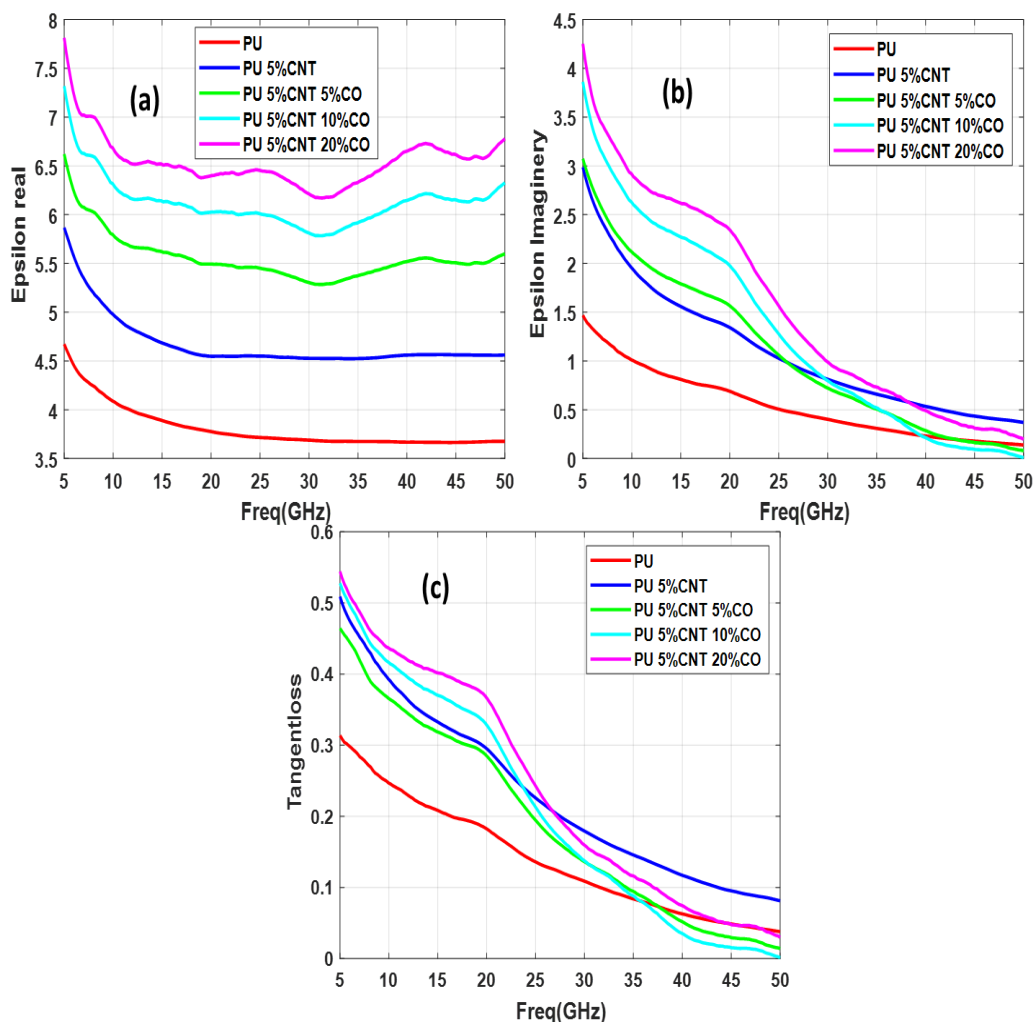 (a)
Epsilon real
8
7.5
7
6.5
6
5.5
5
4.5
4
3.5
5 10 15 20 25 30 35 40 45 50
Freq(GHz)
PU
PU 5%CNT
PU 5%CNT 5%CO
PU 5%CNT 10%CO
PU 5%CNT 20%CO
(b)
Epsilon Imaginery
4.5
4
3.5
3
2.5
2
1.5
1
0.5
0
5 10 15 20 25 30 35 40 45 50
Freq(GHz)
PU
PU 5%CNT
PU 5%CNT 5%CO
PU 5%CNT 10%CO
PU 5%CNT 20%CO
(c)
Tangentloss
0.6
0.5
0.4
0.3
0.2
0.1
0
5 10 15 20 25 30 35 40 45 50
Freq(GHz)
PU
PU 5%CNT
PU 5%CNT 5%CO
PU 5%CNT 10%CO
PU 5%CNT 20%CO